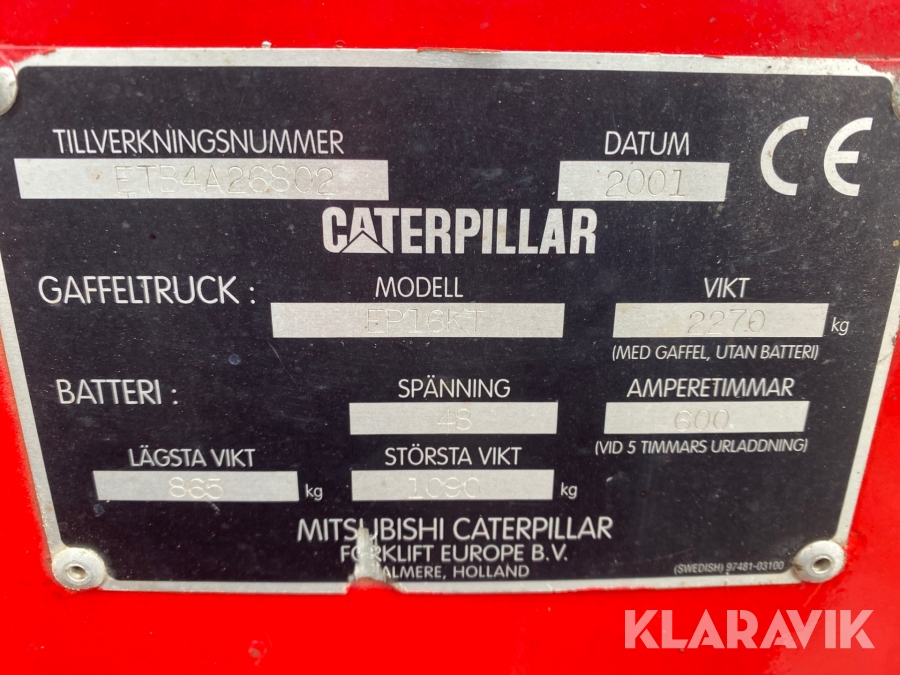 TILLVERKNINGSNUMMER
ETB4A26802
DATUM
2001
CE
CATERPILLAR
GAFFELTRUCK :
MODELL
EP16KT
VIKT
2270 kg
(MED GAFFEL, UTAN BATTERI)
BATTERI :
SPÄNNING
48
AMPERETIMMAR
600
(VID 5 TIMMARS URLADDNING)
LÄGSTA VIKT
865 kg
STÖRSTA VIKT
1090 kg
MITSUBISHI CATERPILLAR
FORKLIFT EUROPE B.V.
ALMERE, HOLLAND
(SWEDISH) 97481-03100
KLARAVIK